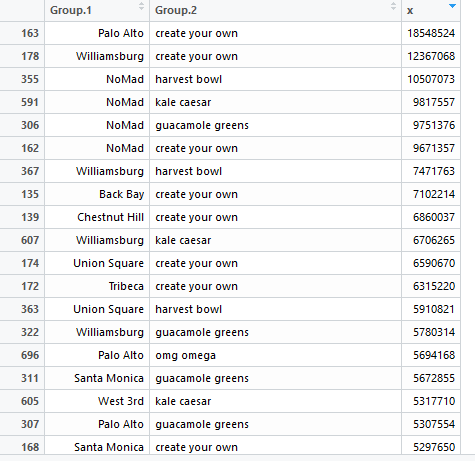 Group.1 Group.2 x
163 Palo Alto create your own 18548524
178 Williamsburg create your own 12367068
355 NoMad harvest bowl 10507073
591 NoMad kale caesar 9817557
306 NoMad guacamole greens 9751376
162 NoMad create your own 9671357
367 Williamsburg harvest bowl 7471763
135 Back Bay create your own 7102214
139 Chestnut Hill create your own 6860037
607 Williamsburg kale caesar 6706265
174 Union Square create your own 6590670
172 Tribeca create your own 6315220
363 Union Square harvest bowl 5910821
322 Williamsburg guacamole greens 5780314
696 Palo Alto omg omega 5694168
311 Santa Monica guacamole greens 5672855
605 West 3rd kale caesar 5317710
307 Palo Alto guacamole greens 5307554
168 Santa Monica create your own 5297650